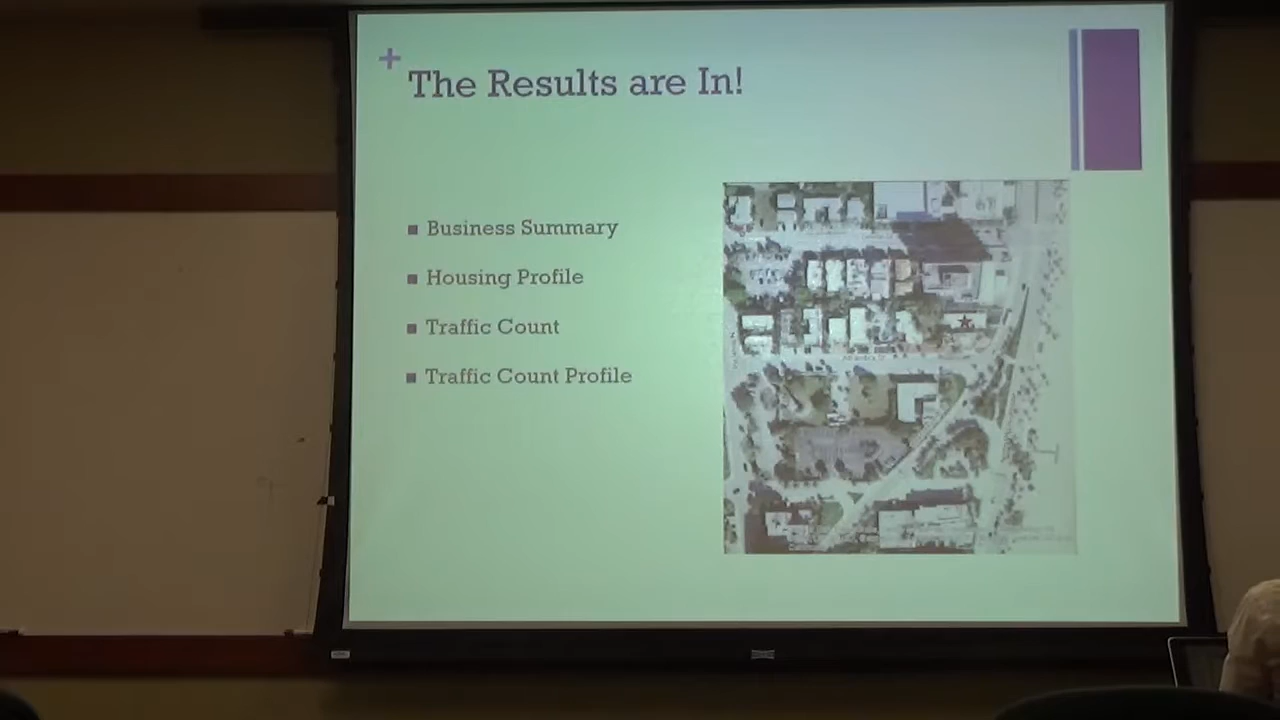 +
The Results are In!
Business Summary
Housing Profile
Traffic Count
Traffic Count Profile